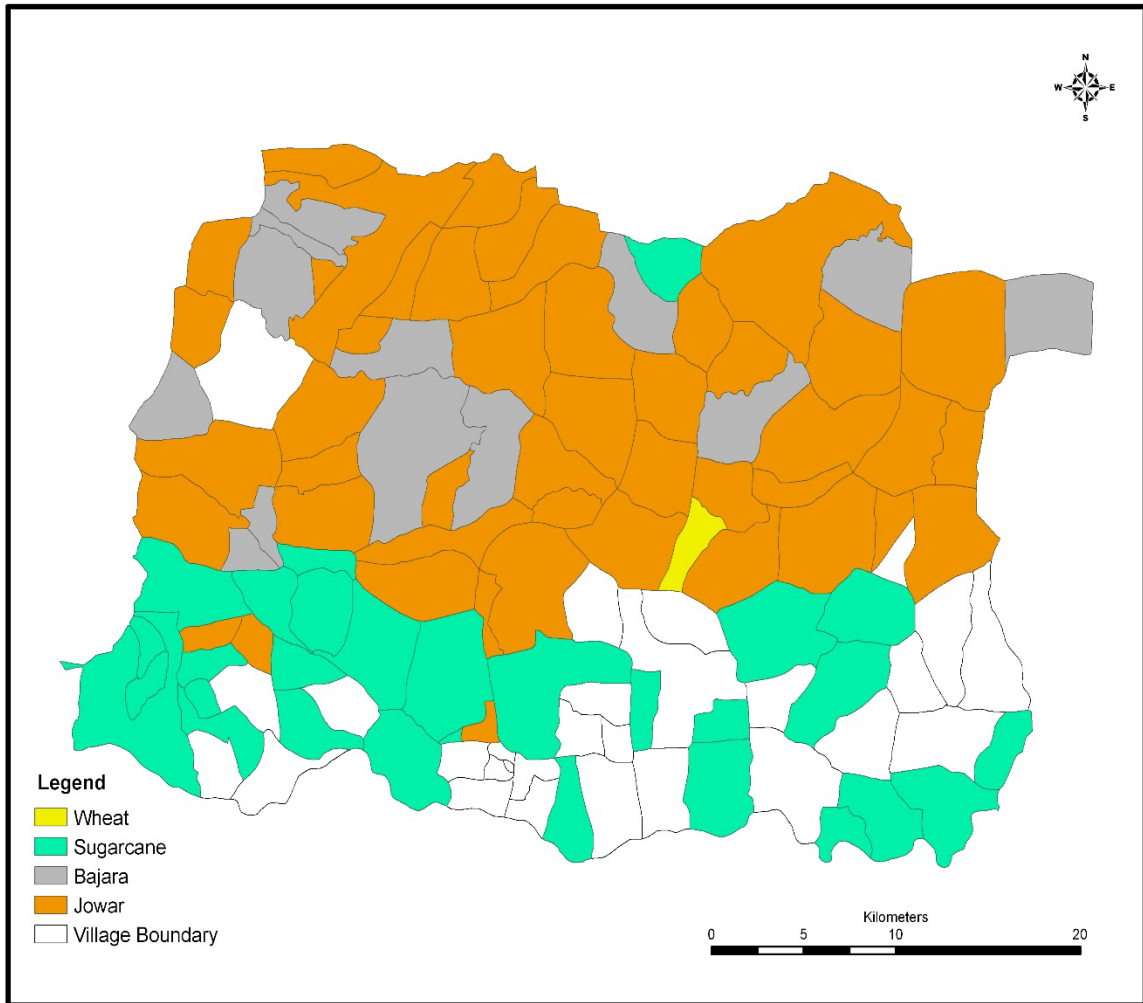 N
W E
S
Legend
Wheat
Sugarcane
Bajara
Jowar
Village Boundary
Kilometers
0 5 10 20